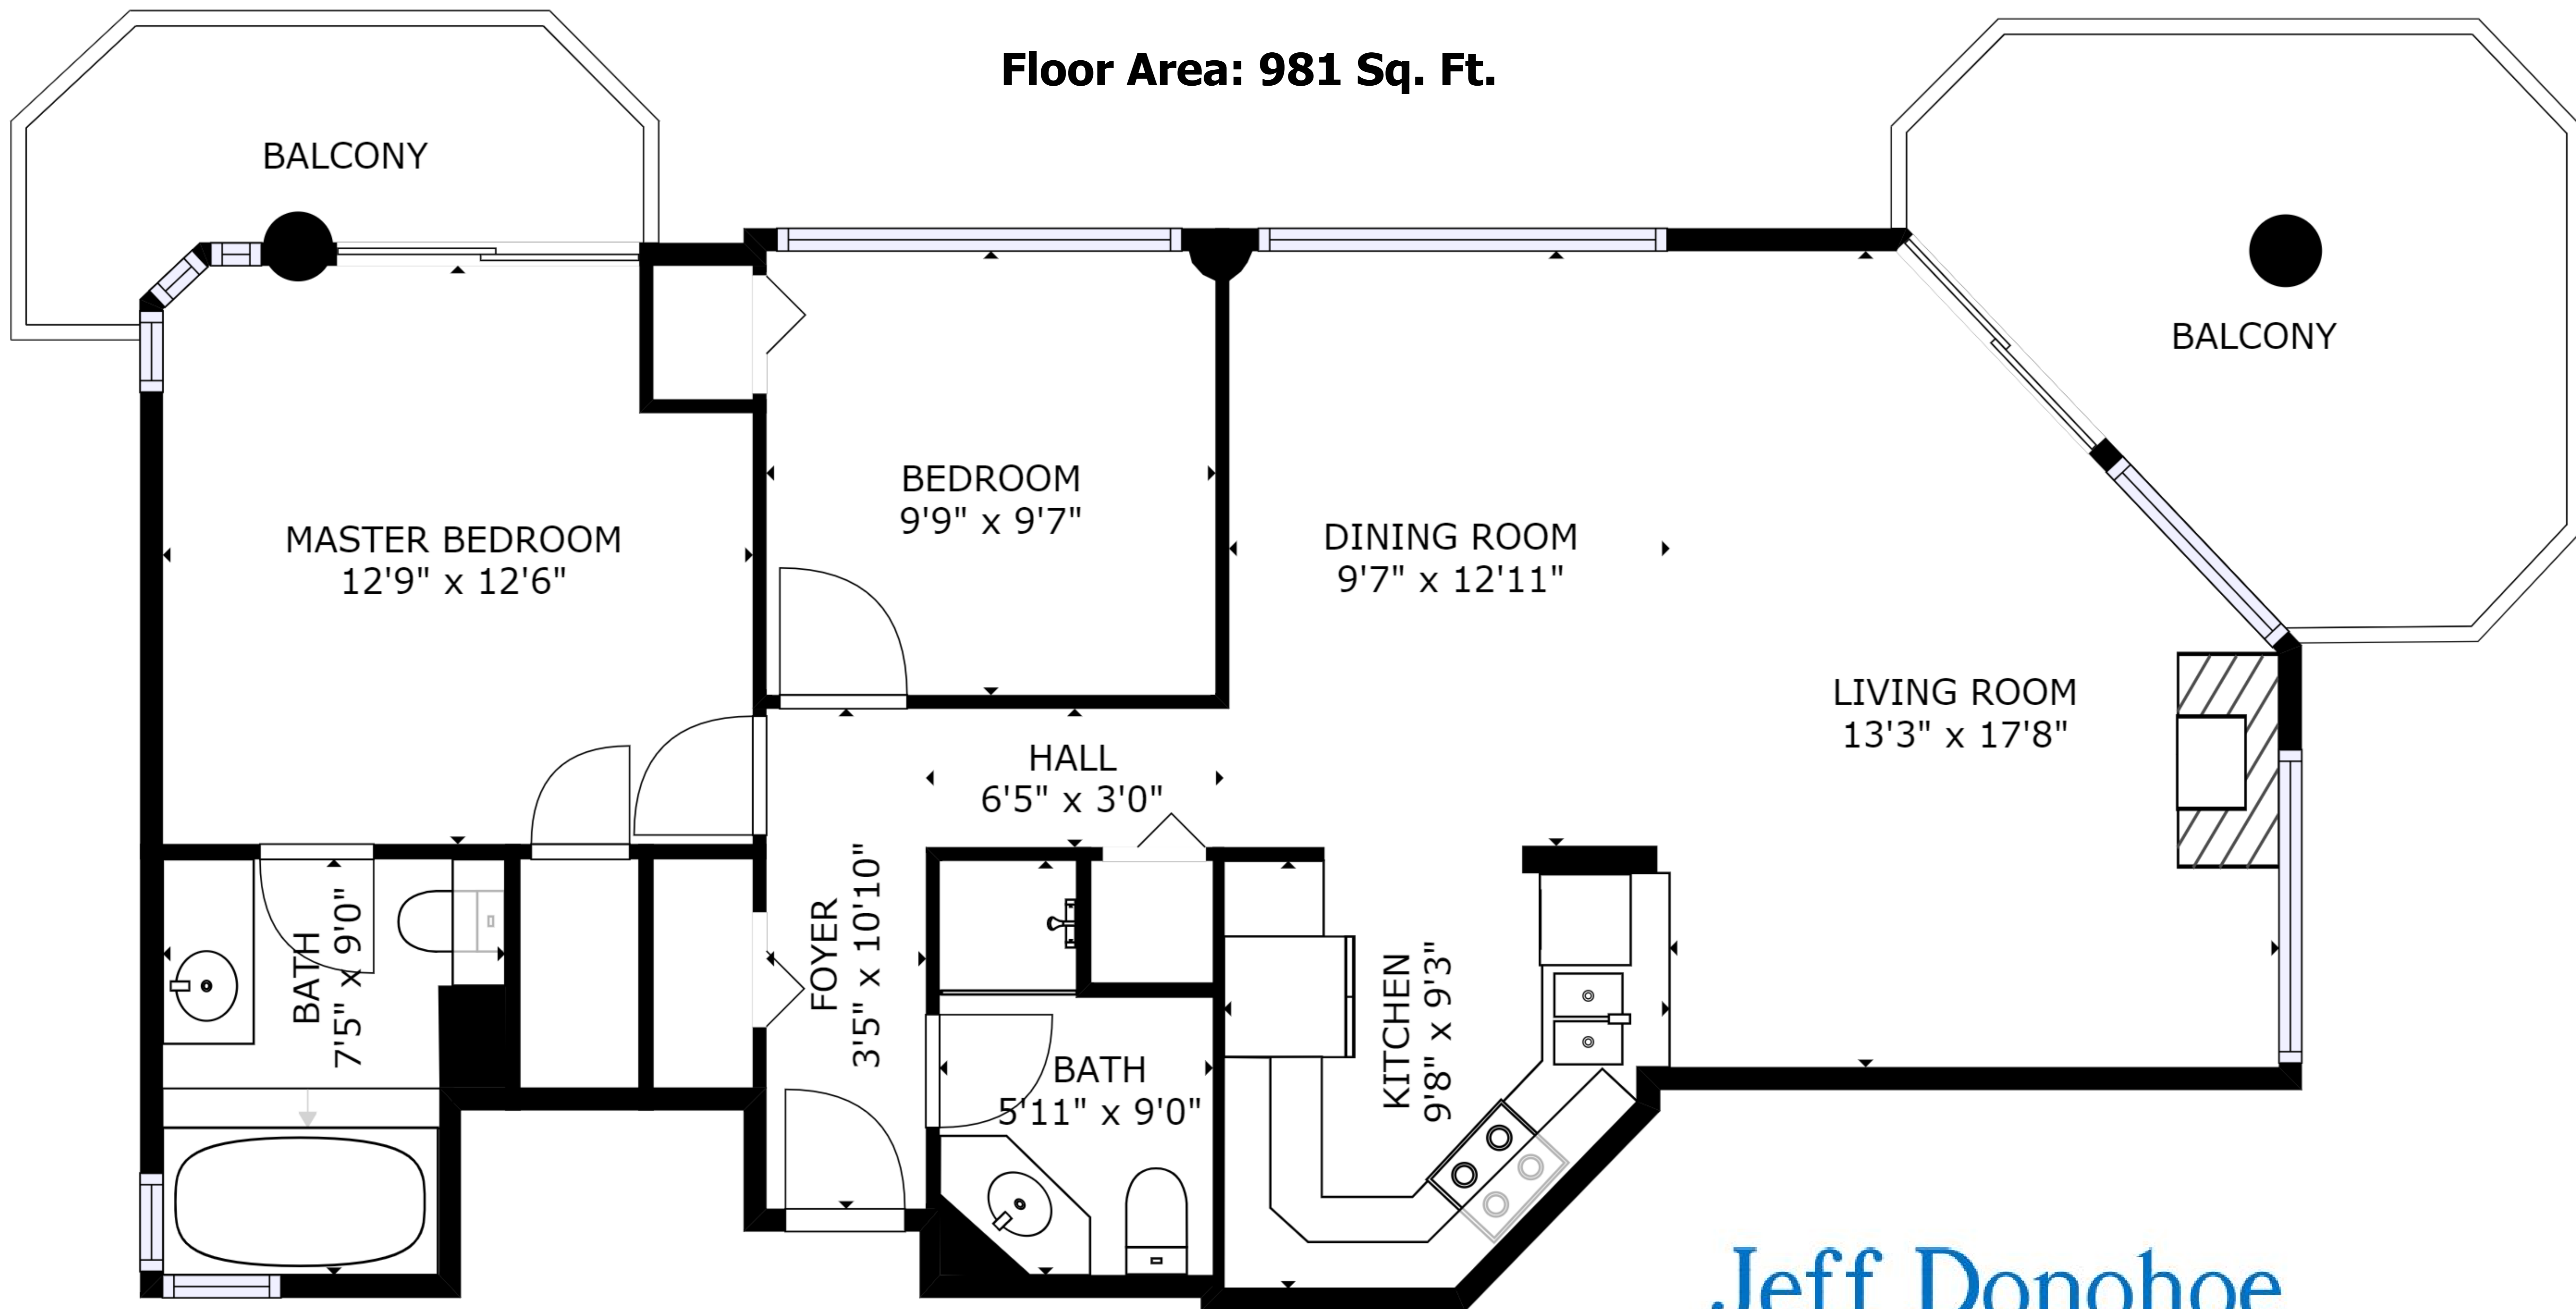 Floor Area: 981 Sq. Ft.
BALCONY
BALCONY
MASTER BEDROOM
12'9" x 12'6"
BEDROOM
9'9" x 9'7"
DINING ROOM
9'7" x 12'11"
LIVING ROOM
13'3" x 17'8"
HALL
6'5" x 3'0"
BATH
7'5" x 9'0"
FOYER
3'5" x 10'10"
BATH
5'11" x 9'0"
KITCHEN
9'8" x 9'3"
Jeff Donohoe